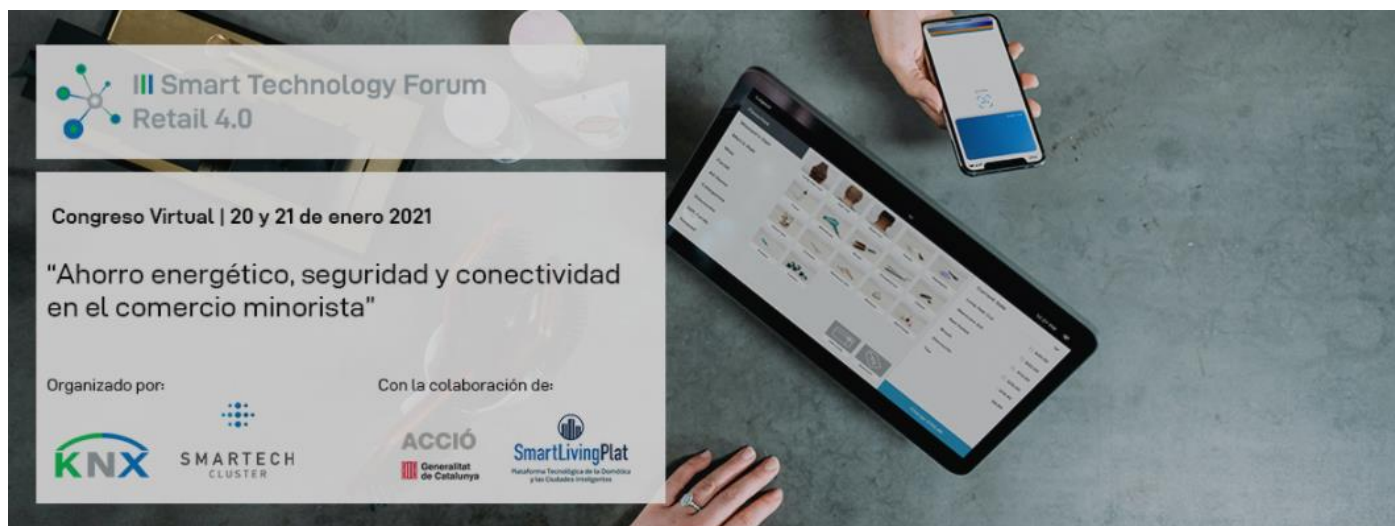 III Smart Technology Forum
Retail 4.0
Congreso Virtual | 20 y 21 de enero 2021
"Ahorro energético, seguridad y conectividad
en el comercio minorista"
Organizado por:
Con la colaboración de:
KNX
SMARTECH
CLUSTER
ACCIÓ
Generalitat
de Catalunya
SmartLivingPlat
Plataforma Tecnológica de la Domótica
y las Ciudades Inteligentes